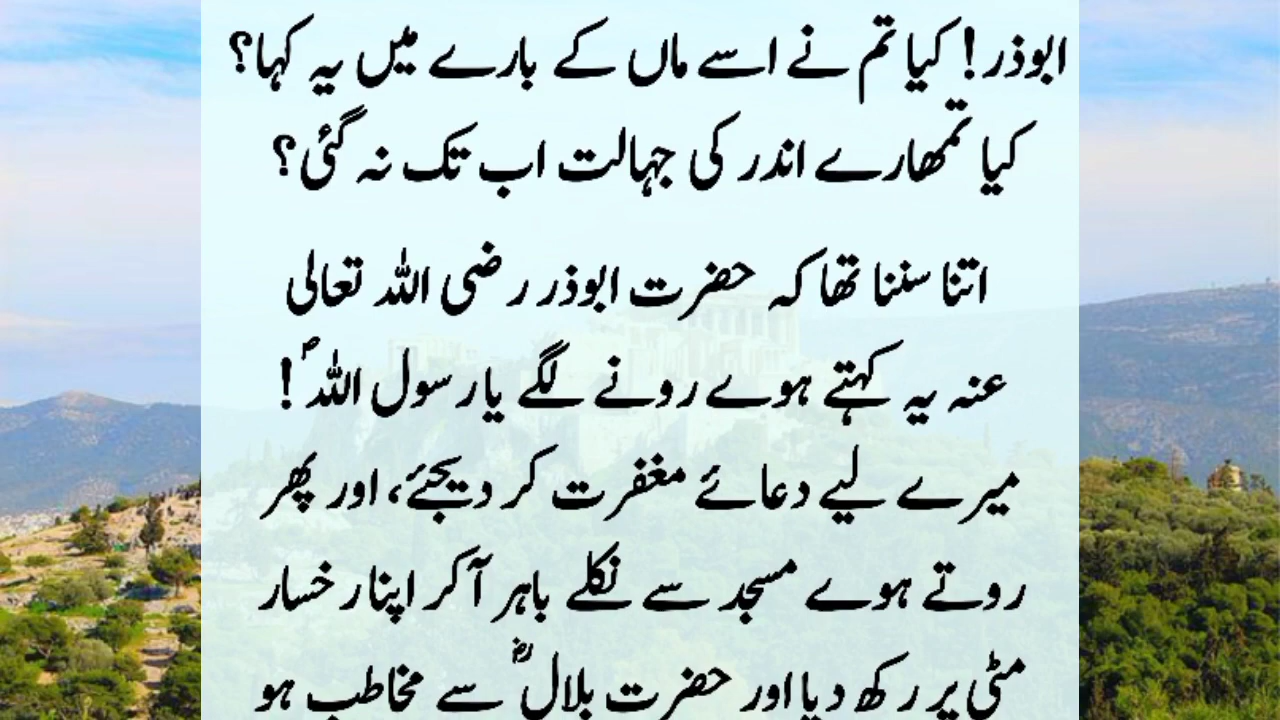 ابوذر! کیا تم نے اسے ماں کے بارے میں یہ کہا؟
کیا تمھارے اندر کی جہالت اب تک نہ گئی؟
اتنا سننا تھا کہ حضرت ابوذر رضی اللہ تعالی
عنہ یہ کہتے ہوے رونے لگے یا رسول اللہ ؐ!
میرے لیے دعائے مغفرت کر دیجئے، اور پھر
روتے ہوے مسجد سے نکلے باہر آکر اپنا رخسار
مٹی پر رکھ دیا اور حضرت بلال ؓ سے مخاطب ہو